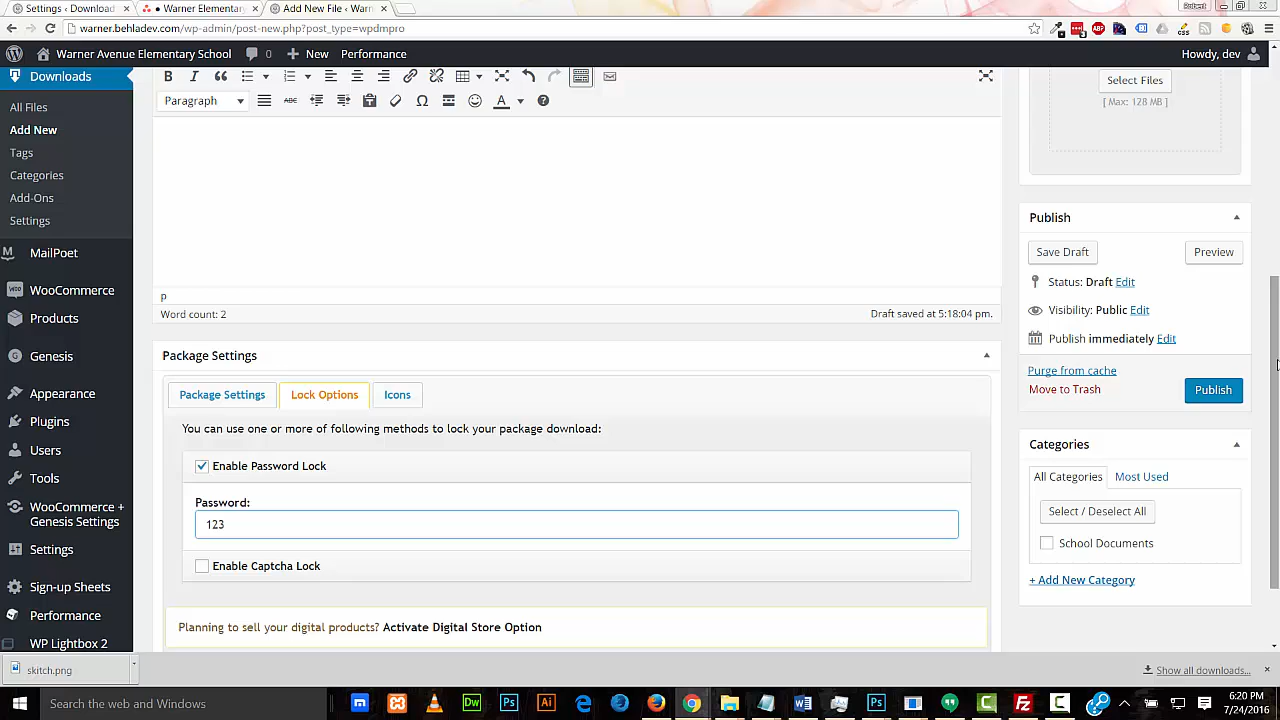 Settings ‹ Download
Warner Elementary
Add New File ‹ Warn
Robert
warner.behladev.com/wp-admin/post-new.php?post_type=wpdmpro
Warner Avenue Elementary School
0
New
Performance
Howdy, dev
Downloads
All Files
Add New
Tags
Categories
Add-Ons
Settings
MailPoet
WooCommerce
Products
Genesis
Appearance
Plugins
Users
Tools
WooCommerce +
Genesis Settings
Settings
Sign-up Sheets
Performance
WP Lightbox 2
Paragraph
ABC
p
Word count: 2
Draft saved at 5:18:04 pm.
Package Settings
Package Settings
Lock Options
Icons
You can use one or more of following methods to lock your package download:
Enable Password Lock
Password:
123
Enable Captcha Lock
Planning to sell your digital products? Activate Digital Store Option
Select Files
[ Max: 128 MB ]
Publish
Save Draft
Preview
Status: Draft Edit
Visibility: Public Edit
Publish immediately Edit
Purge from cache
Move to Trash
Publish
Categories
All Categories
Most Used
Select / Deselect All
School Documents
+ Add New Category
skitch.png
Show all downloads...
Search the web and Windows
6:20 PM
7/24/2016